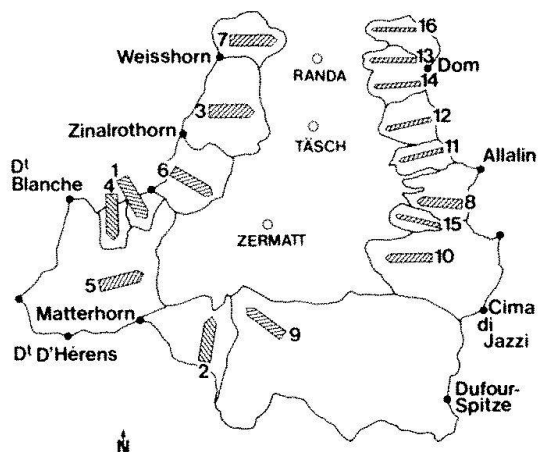 16
7
Weisshorn
RANDA
13
Dom
14
3
12
Zinalrothorn
TÄSCH
11
Dt
Blanche
1
4
6
Allalin
8
15
ZERMATT
10
5
Matterhorn
Cima
di
Jazzi
9
2
Dt D'Hérens
Dufour-
Spitze
N